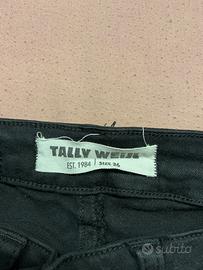 TALLY WEIJL
EST. 1984 SIZE 36
subito